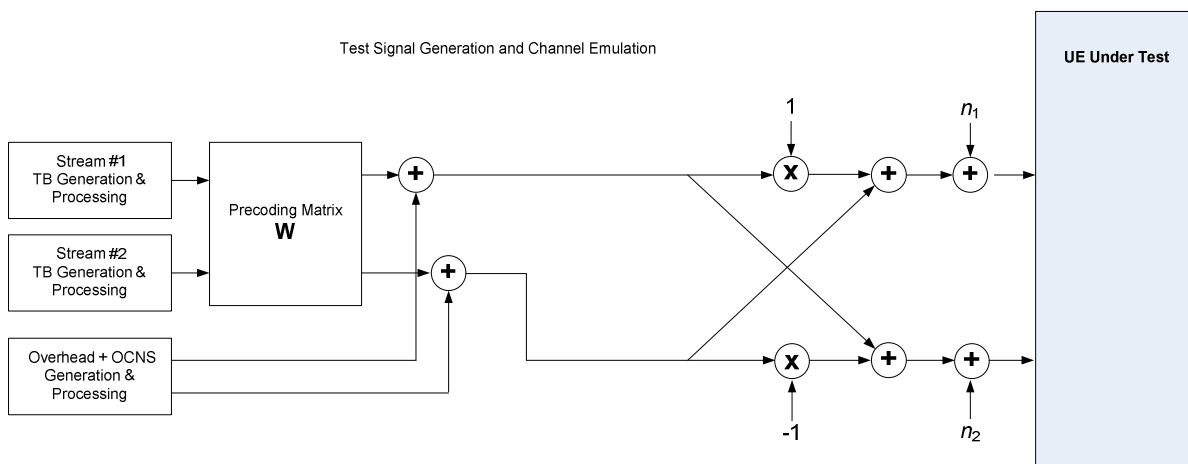 Test Signal Generation and Channel Emulation
UE Under Test
1
n1
Stream #1
TB Generation &
Processing
+
x
+
+
Precoding Matrix
W
Stream #2
TB Generation &
Processing
+
Overhead + OCNS
Generation &
Processing
x
+
+
-1
n2